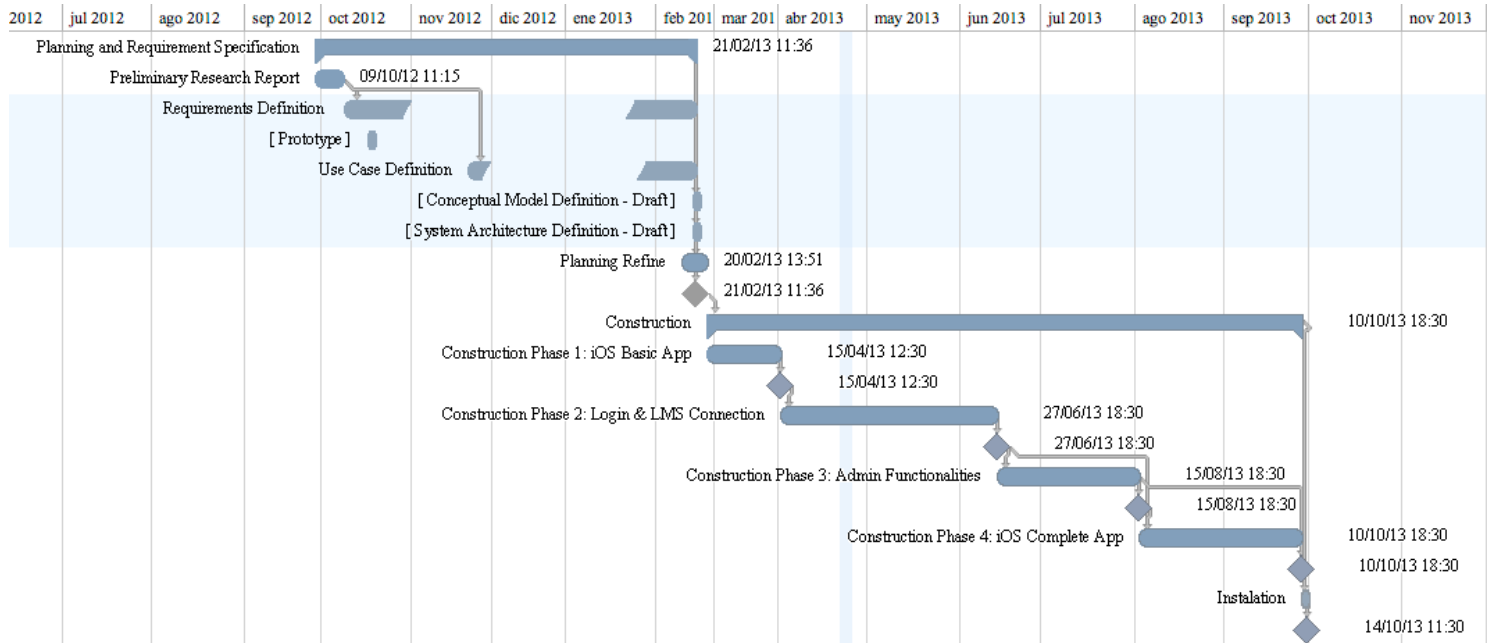 2012 jul 2012 ago 2012 sep 2012 oct 2012 nov 2012 dic 2012 ene 2013 feb 2013 mar 201 abr 2013 may 2013 jun 2013 jul 2013 ago 2013 sep 2013 oct 2013 nov 2013
Planning and Requirement Specification 21/02/13 11:36
Preliminary Research Report 09/10/12 11:15
Requirements Definition
[ Prototype ]
Use Case Definition
[ Conceptual Model Definition - Draft ]
[ System Architecture Definition - Draft ]
Planning Refine 20/02/13 13:51
21/02/13 11:36
Construction 10/10/13 18:30
Construction Phase 1: iOS Basic App 15/04/13 12:30
15/04/13 12:30
Construction Phase 2: Login & LMS Connection 27/06/13 18:30
27/06/13 18:30
Construction Phase 3: Admin Functionalities 15/08/13 18:30
15/08/13 18:30
Construction Phase 4: iOS Complete App 10/10/13 18:30
10/10/13 18:30
Instalation
14/10/13 11:30